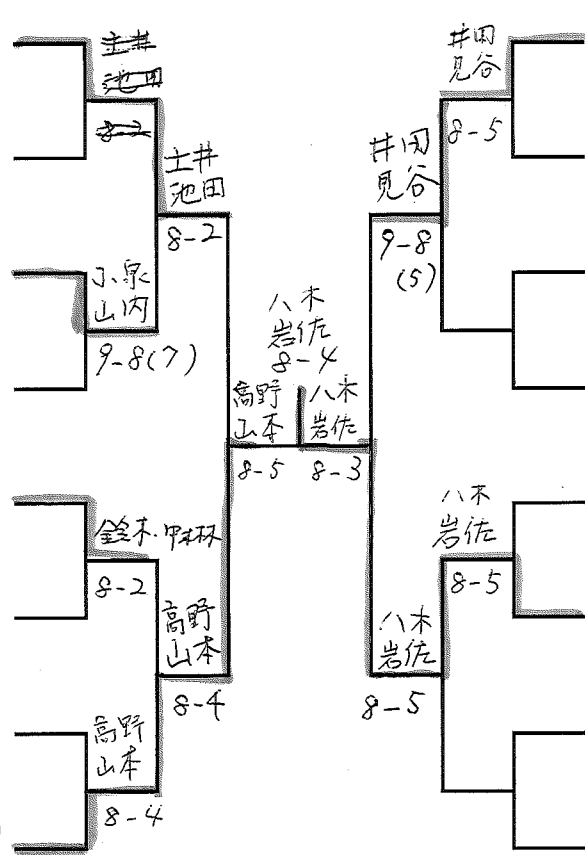 土井
池田
8-2
土井
池田
8-2
小泉
山内
9-8(7)
鈴木・中林
8-2
高野
山本
8-4
高野
山本
8-4
高野
山本
8-5
八木
岩佐
8-4
八木
岩佐
8-3
井田
見谷
8-5
井田
見谷
9-8
(5)
八木
岩佐
8-5
八木
岩佐
8-5